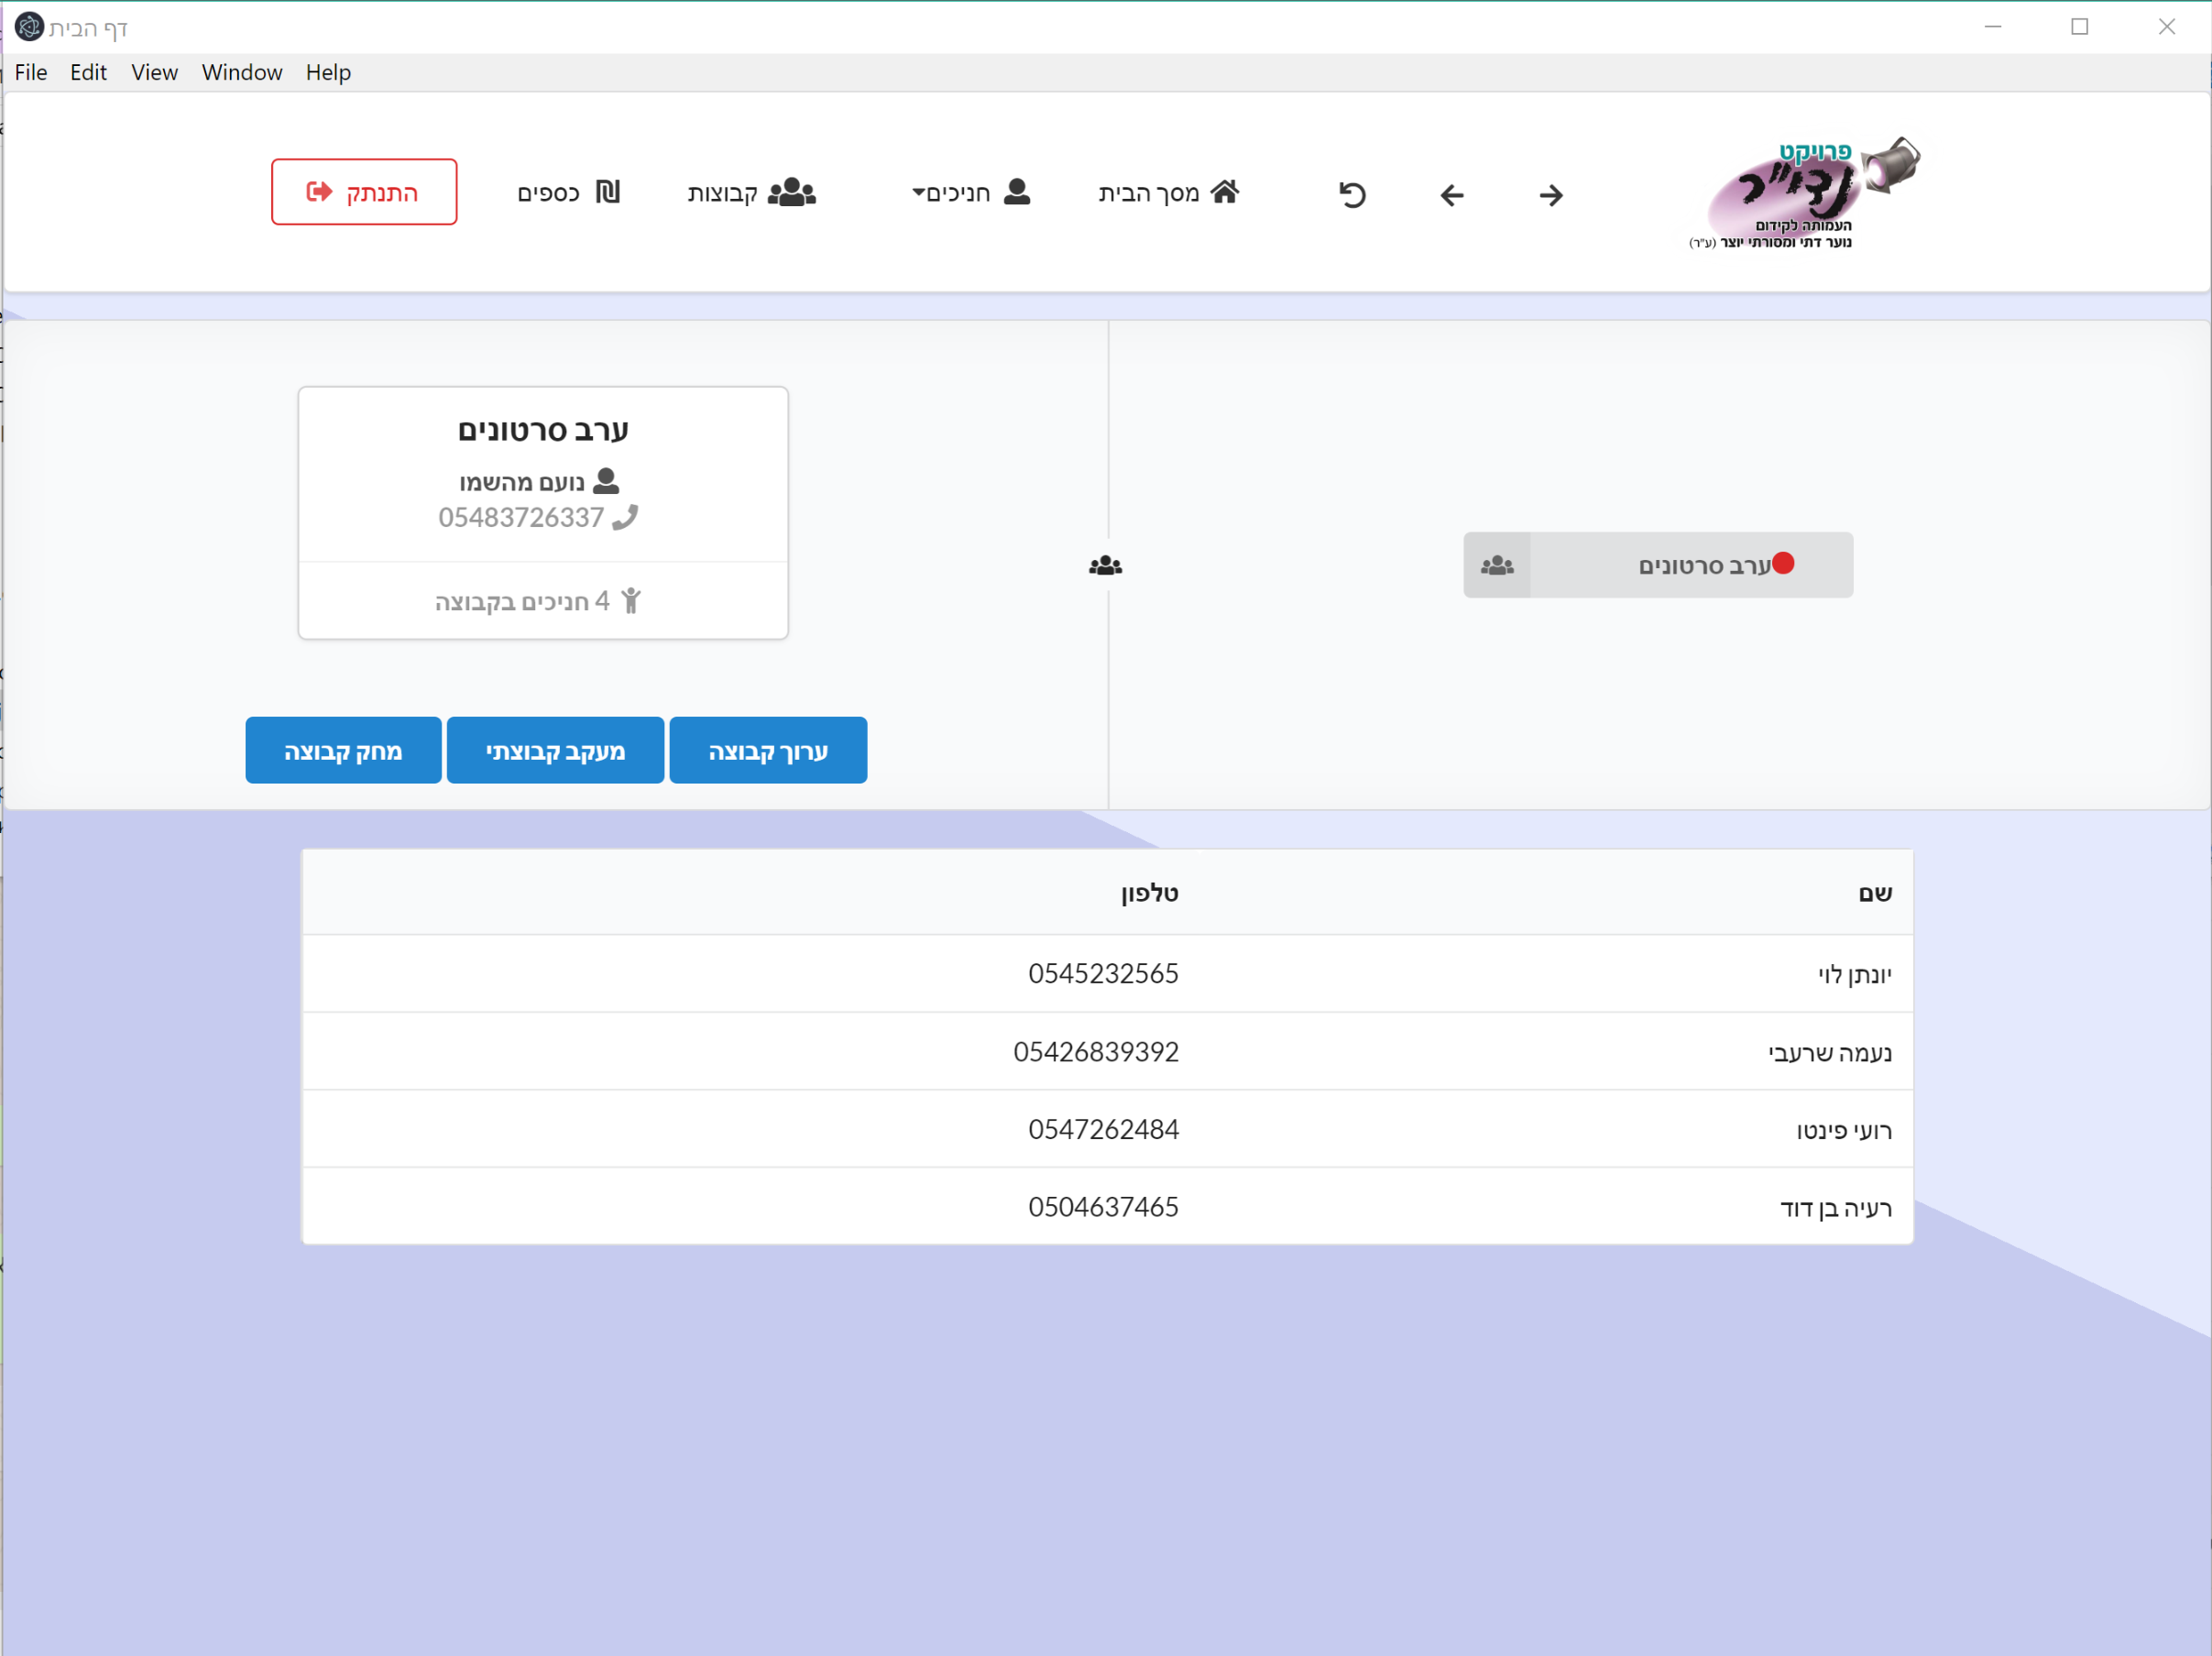 דף הבית
File Edit View Window Help
פרויקט
נדי"ר
העמותה לקידום
נוער דתי ומסורתי יוצר (ע"ר)
מסך הבית
חניכים
קבוצות
₪ כספים
התנתק
ערב סרטונים
ערב סרטונים
נועם מהשמו
05483726337
4 חניכים בקבוצה
ערוך קבוצה
מעקב קבוצתי
מחק קבוצה
שם טלפון
יונתן לוי 0545232565
נעמה שרעבי 05426839392
רועי פינטו 0547262484
רעיה בן דוד 0504637465